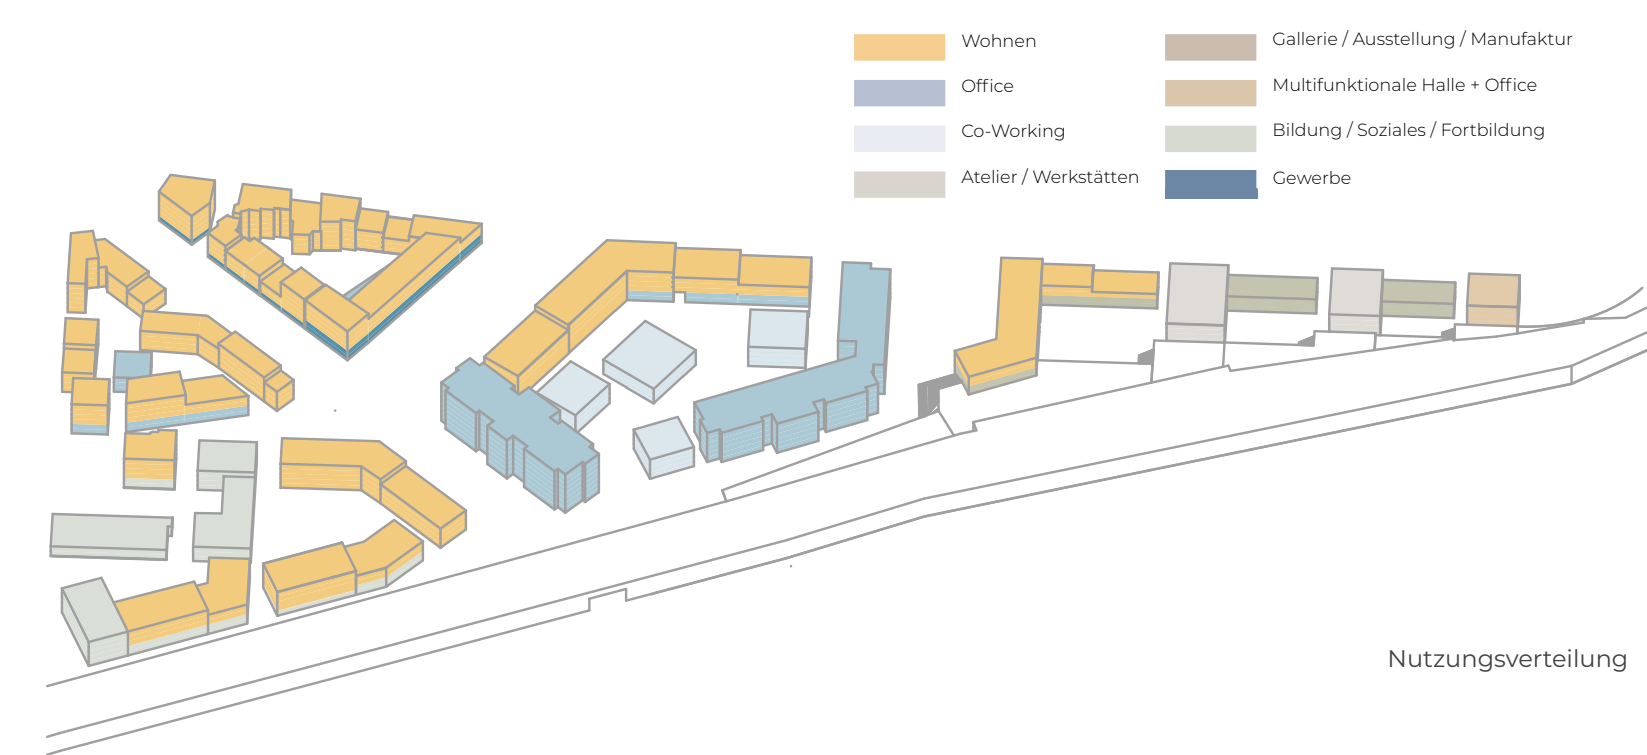 Wohnen
Office
Co-Working
Atelier / Werkstätten
Gallerie / Ausstellung / Manufaktur
Multifunktionale Halle + Office
Bildung / Soziales / Fortbildung
Gewerbe
Nutzungsverteilung